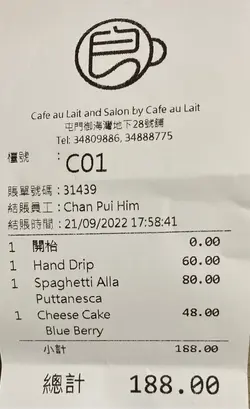 良
Cafe au Lait and Salon by Cafe au Lait
屯門御海灣地下28號舖
Tel: 34809886, 34888775
檯號 : C01
賬單號碼 : 31439
結賬員工 : Chan Pui Him
結賬時間 : 21/09/2022 17:58:41
1 開枱 0.00
1 Hand Drip 60.00
1 Spaghetti Alla 80.00
Puttanesca
1 Cheese Cake 48.00
Blue Berry
小計 188.00
總計 188.00